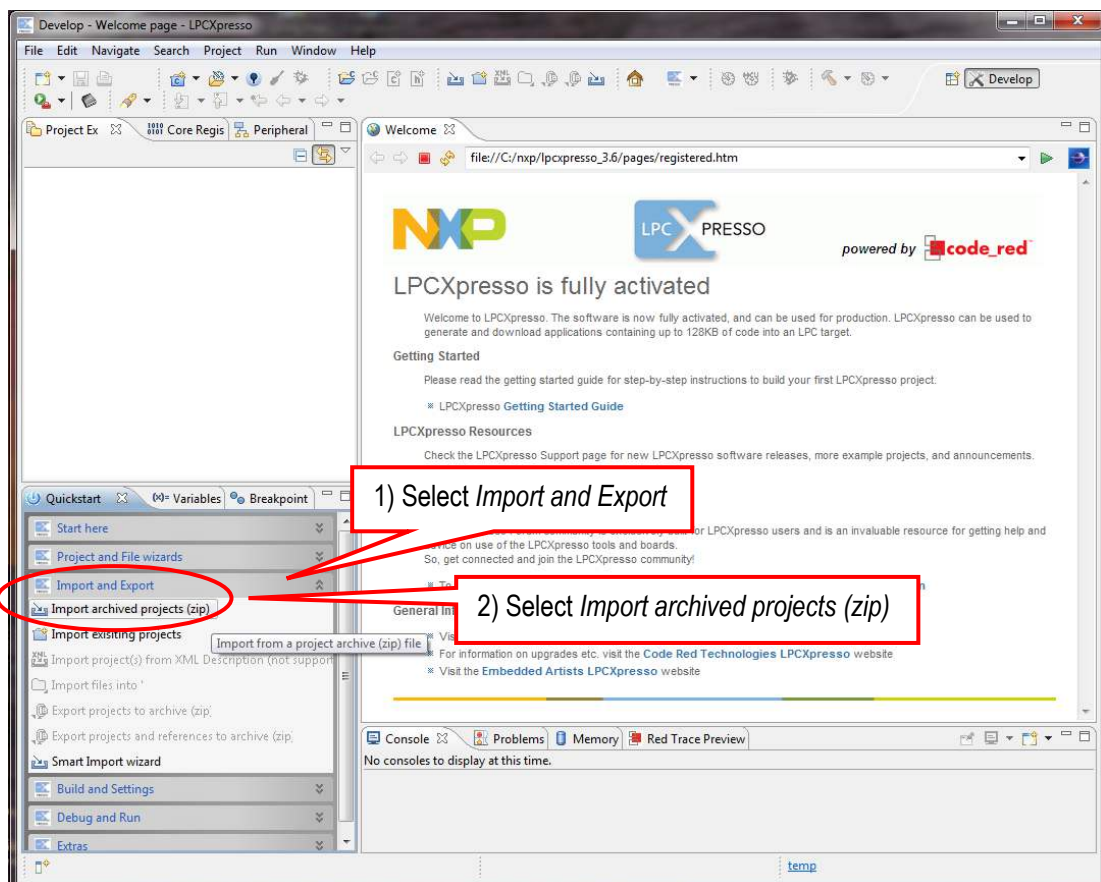 Develop - Welcome page - LPCXpresso
File Edit Navigate Search Project Run Window Help
Develop
Project Ex
Core Regis
Peripheral
Welcome
file://C:/nxp/lpcxpresso_3.6/pages/registered.htm
NXP
LPC XPRESSO
powered by code_red
LPCXpresso is fully activated
Welcome to LPCXpresso. The software is now fully activated, and can be used for production. LPCXpresso can be used to
generate and download applications containing up to 128KB of code into an LPC target.
Getting Started
Please read the getting started guide for step-by-step instructions to build your first LPCXpresso project.
LPCXpresso Getting Started Guide
LPCXpresso Resources
Check the LPCXpresso Support page for new LPCXpresso software releases, more example projects, and announcements.
1) Select Import and Export
for LPCXpresso users and is an invaluable resource for getting help and
on use of the LPCXpresso tools and boards.
So, get connected and join the LPCXpresso community!
2) Select Import archived projects (zip)
General
For information on upgrades etc. visit the Code Red Technologies LPCXpresso website
Visit the Embedded Artists LPCXpresso website
Quickstart
(x)= Variables
Breakpoint
Start here
Project and File wizards
Import and Export
Import archived projects (zip)
Import exisiting projects
Import from a project archive (zip) file
Import project(s) from XML Description (not support
Import files into '
Export projects to archive (zip)
Export projects and references to archive (zip
Smart Import wizard
Build and Settings
Debug and Run
Extras
Console
Problems
Memory
Red Trace Preview
No consoles to display at this time.
temp